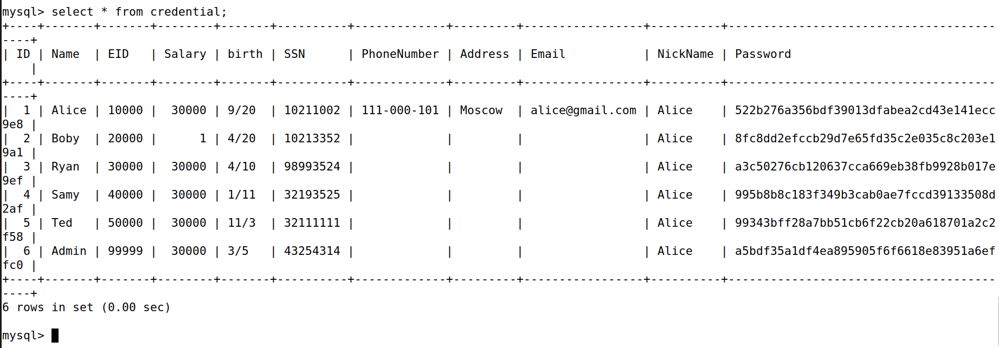 mysql> select * from credential;
+----+-------+-------+--------+-------+----------+-------------+---------+-----------------+----------+--------------------------------------
----+
| ID | Name  | EID   | Salary | birth | SSN      | PhoneNumber | Address | Email           | NickName | Password
    |
+----+-------+-------+--------+-------+----------+-------------+---------+-----------------+----------+--------------------------------------
----+
|  1 | Alice | 10000 |  30000 | 9/20  | 10211002 | 111-000-101 | Moscow  | alice@gmail.com | Alice    | 522b276a356bdf39013dfabea2cd43e141ecc
9e8 |
|  2 | Boby  | 20000 |      1 | 4/20  | 10213352 |             |         |                 | Alice    | 8fc8dd2efccb29d7e65fd35c2e035c8c203e1
9a1 |
|  3 | Ryan  | 30000 |  30000 | 4/10  | 98993524 |             |         |                 | Alice    | a3c50276cb120637cca669eb38fb9928b017e
9ef |
|  4 | Samy  | 40000 |  30000 | 1/11  | 32193525 |             |         |                 | Alice    | 995b8b8c183f349b3cab0ae7fccd39133508d
2af |
|  5 | Ted   | 50000 |  30000 | 11/3  | 32111111 |             |         |                 | Alice    | 99343bff28a7bb51cb6f22cb20a618701a2c2
f58 |
|  6 | Admin | 99999 |  30000 | 3/5   | 43254314 |             |         |                 | Alice    | a5bdf35a1df4ea895905f6f6618e83951a6ef
fc0 |
+----+-------+-------+--------+-------+----------+-------------+---------+-----------------+----------+--------------------------------------
----+
6 rows in set (0.00 sec)
mysql>